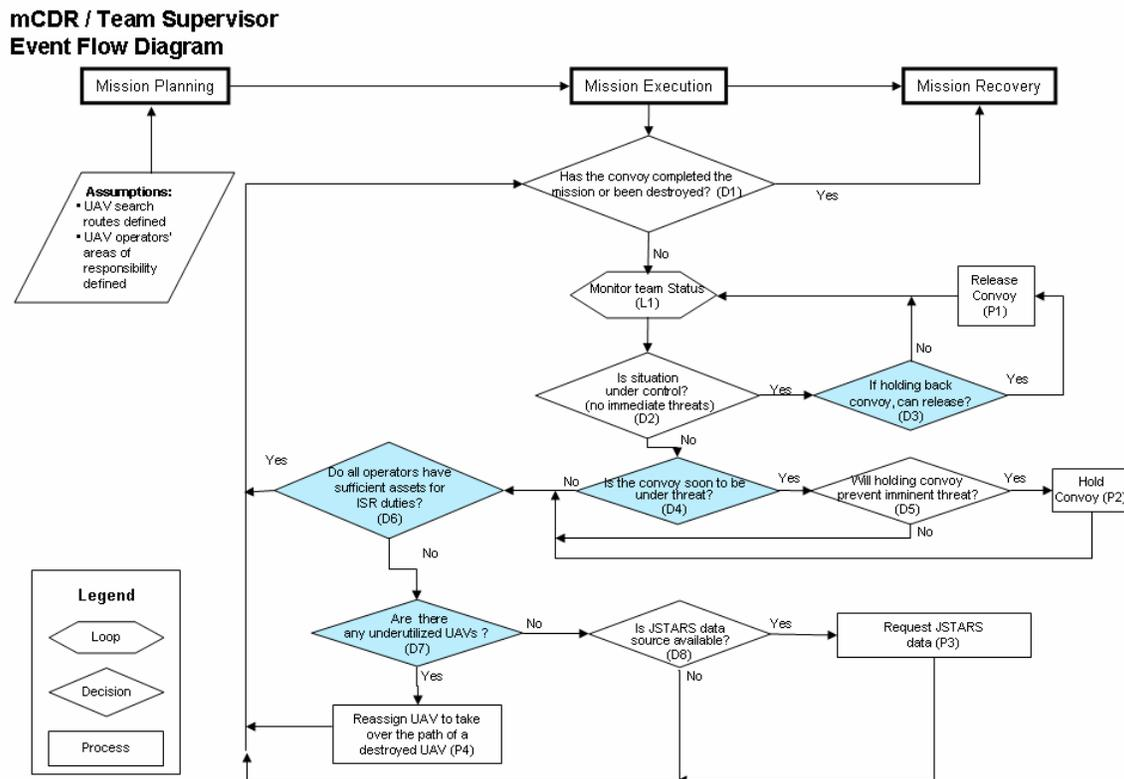 mCDR / Team Supervisor
Event Flow Diagram
Mission Planning
Mission Execution
Mission Recovery
Assumptions:
▪ UAV search
routes defined
▪ UAV operators'
areas of
responsibility
defined
Has the convoy completed the
mission or been destroyed? (D1)
Yes
No
Monitor team Status
(L1)
Release
Convoy
(P1)
No
Is situation
under control?
(no immediate threats)
(D2)
Yes
If holding back
convoy, can release?
(D3)
Yes
No
Yes
Do all operators have
sufficient assets for
ISR duties?
(D6)
No
Is the convoy soon to be
under threat?
(D4)
Yes
Will holding convoy
prevent imminent threat?
(D5)
Yes
Hold
Convoy (P2)
No
No
Are there
any underutilized UAVs ?
(D7)
No
Is JSTARS data
source available?
(D8)
Yes
Request JSTARS
data (P3)
Yes
No
Reassign UAV to take
over the path of a
destroyed UAV (P4)
Legend
Loop
Decision
Process